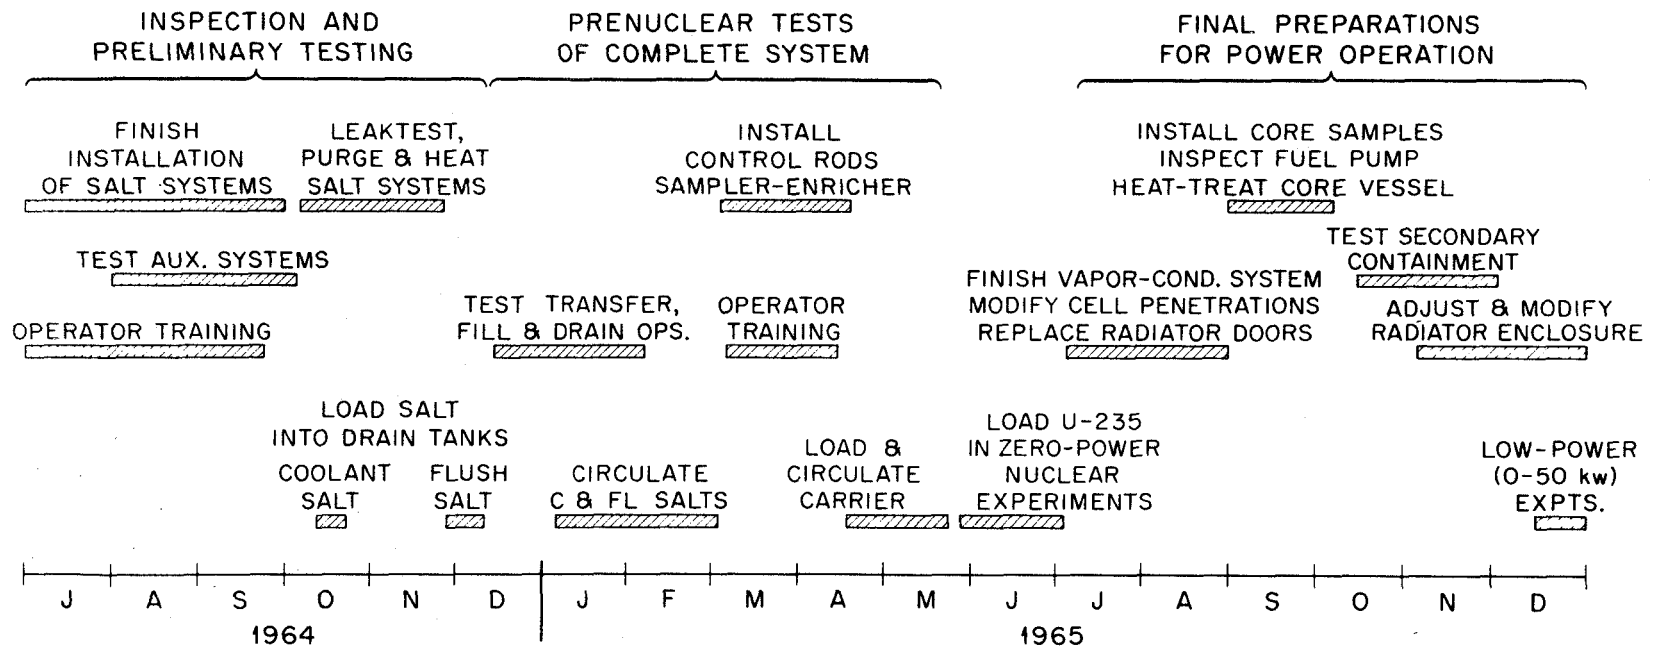 INSPECTION AND
PRELIMINARY TESTING
PRENUCLEAR TESTS
OF COMPLETE SYSTEM
FINAL PREPARATIONS
FOR POWER OPERATION
FINISH
INSTALLATION
OF SALT SYSTEMS
LEAKTEST,
PURGE & HEAT
SALT SYSTEMS
INSTALL
CONTROL RODS
SAMPLER-ENRICHER
INSTALL CORE SAMPLES
INSPECT FUEL PUMP
HEAT-TREAT CORE VESSEL
TEST AUX. SYSTEMS
TEST SECONDARY
CONTAINMENT
OPERATOR TRAINING
TEST TRANSFER,
FILL & DRAIN OPS.
OPERATOR
TRAINING
FINISH VAPOR-COND. SYSTEM
MODIFY CELL PENETRATIONS
REPLACE RADIATOR DOORS
ADJUST & MODIFY
RADIATOR ENCLOSURE
LOAD SALT
INTO DRAIN TANKS
COOLANT
SALT
FLUSH
SALT
CIRCULATE
C & FL SALTS
LOAD &
CIRCULATE
CARRIER
LOAD U-235
IN ZERO-POWER
NUCLEAR
EXPERIMENTS
LOW-POWER
(0-50 kw)
EXPTS.
J A S O N D J F M A M J J A S O N D
1964 1965